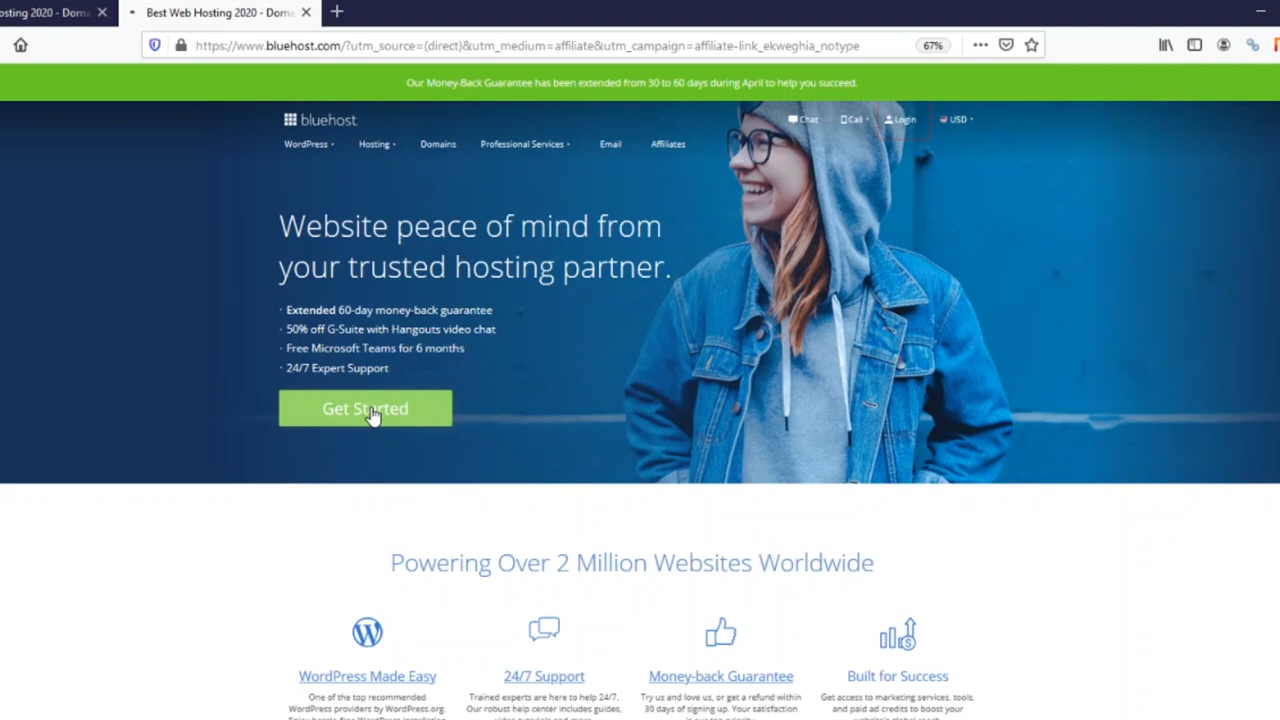 osting 2020 - Doma
Best Web Hosting 2020 - Doma
https://www.bluehost.com/?utm_source=(direct)&utm_medium=affiliate&utm_campaign=affiliate-link_ekweghia_notype
67%
Our Money-Back Guarantee has been extended from 30 to 60 days during April to help you succeed.
bluehost
Chat
Call
Login
USD
WordPress
Hosting
Domains
Professional Services
Email
Affiliates
Website peace of mind from
your trusted hosting partner.
· Extended 60-day money-back guarantee
· 50% off G-Suite with Hangouts video chat
· Free Microsoft Teams for 6 months
· 24/7 Expert Support
Get Started
Powering Over 2 Million Websites Worldwide
WordPress Made Easy
One of the top recommended
WordPress providers by WordPress.org.
24/7 Support
Trained experts are here to help 24/7.
Our robust help center includes guides,
Money-back Guarantee
Try us and love us, or get a refund within
30 days of signing up. Your satisfaction
Built for Success
Get access to marketing services, tools,
and paid ad credits to boost your